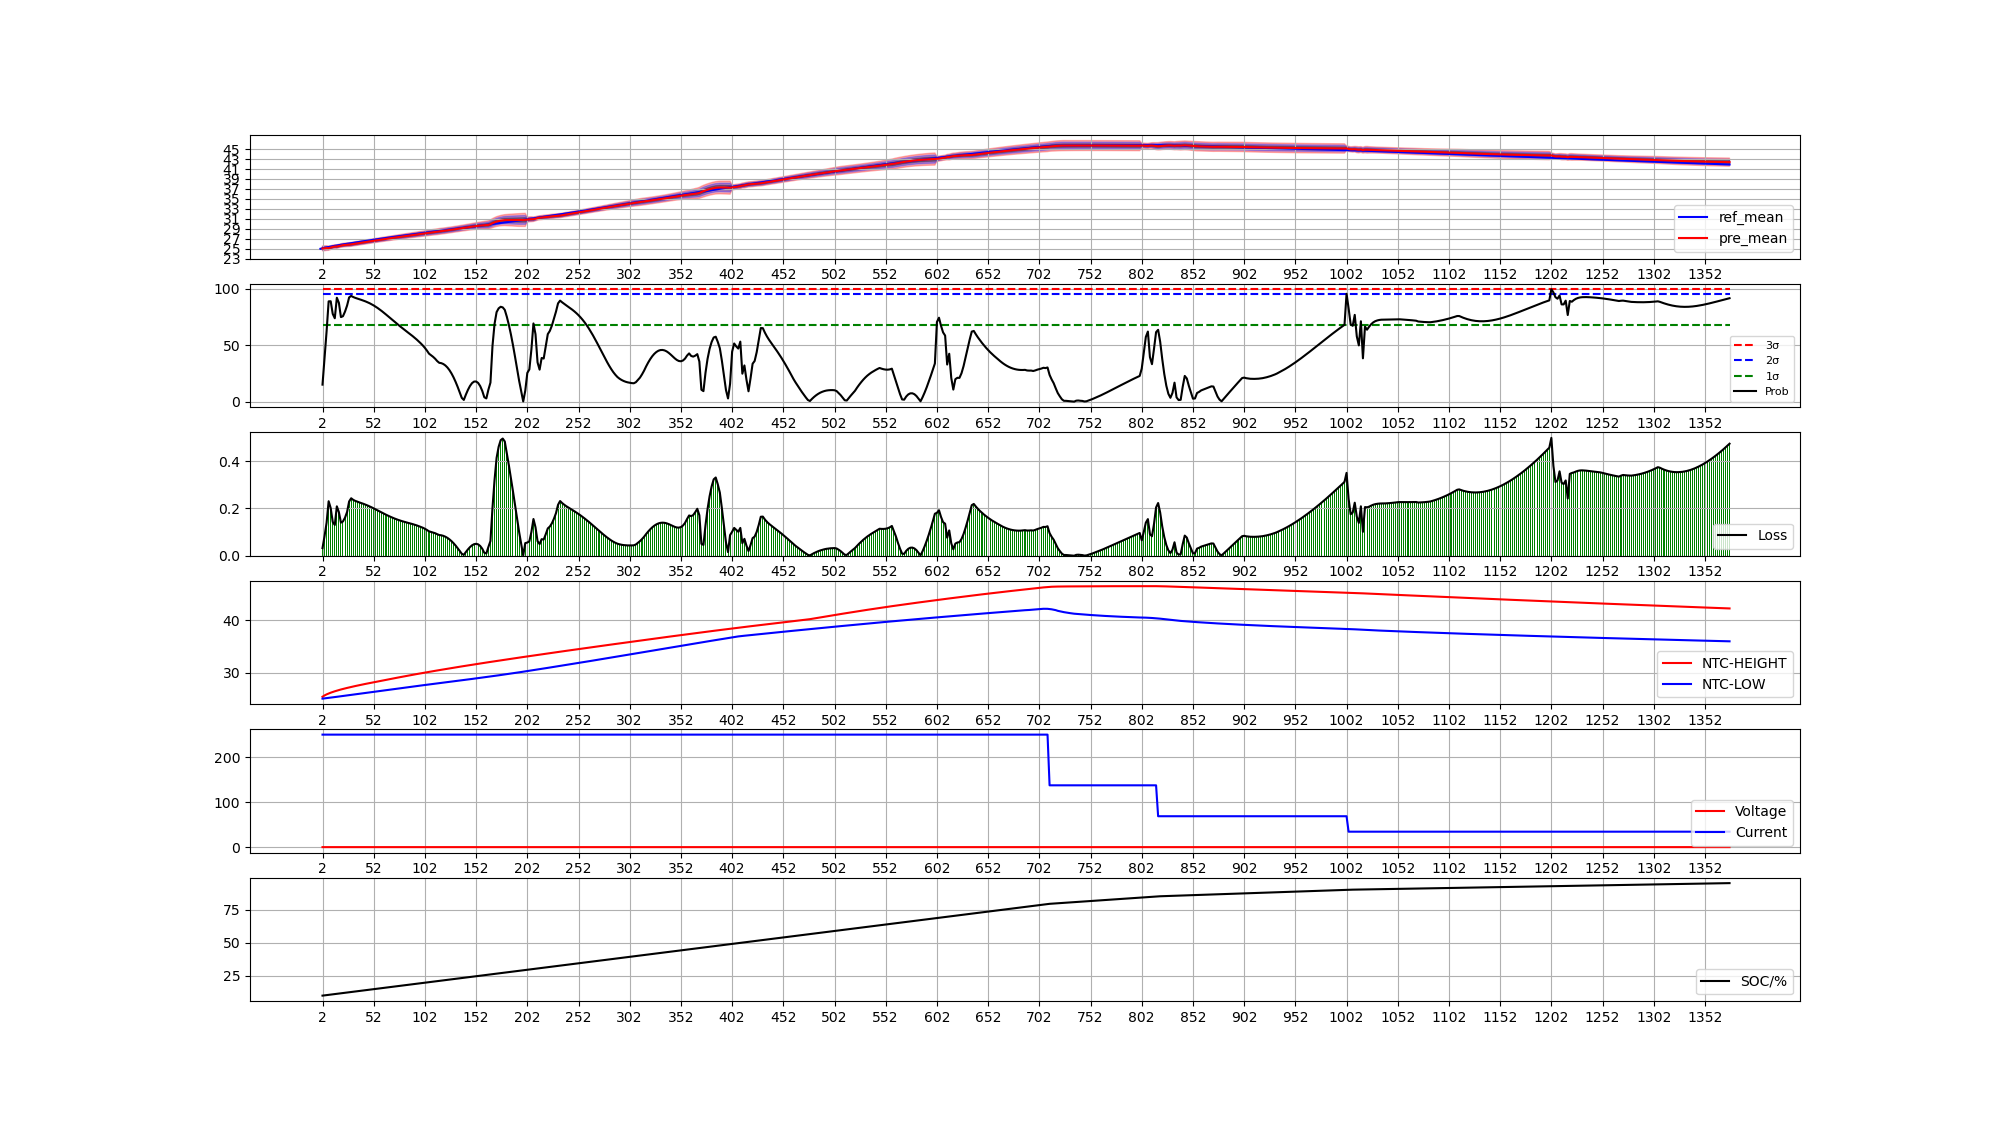 45
43
41
39
37
35
33
31
29
27
25
23
ref_mean
pre_mean
2 52 102 152 202 252 302 352 402 452 502 552 602 652 702 752 802 852 902 952 1002 1052 1102 1152 1202 1252 1302 1352
100
50
0
3σ
2σ
1σ
Prob
2 52 102 152 202 252 302 352 402 452 502 552 602 652 702 752 802 852 902 952 1002 1052 1102 1152 1202 1252 1302 1352
0.4
0.2
0.0
Loss
2 52 102 152 202 252 302 352 402 452 502 552 602 652 702 752 802 852 902 952 1002 1052 1102 1152 1202 1252 1302 1352
40
30
NTC-HEIGHT
NTC-LOW
2 52 102 152 202 252 302 352 402 452 502 552 602 652 702 752 802 852 902 952 1002 1052 1102 1152 1202 1252 1302 1352
200
100
0
Voltage
Current
2 52 102 152 202 252 302 352 402 452 502 552 602 652 702 752 802 852 902 952 1002 1052 1102 1152 1202 1252 1302 1352
75
50
25
SOC/%
2 52 102 152 202 252 302 352 402 452 502 552 602 652 702 752 802 852 902 952 1002 1052 1102 1152 1202 1252 1302 1352